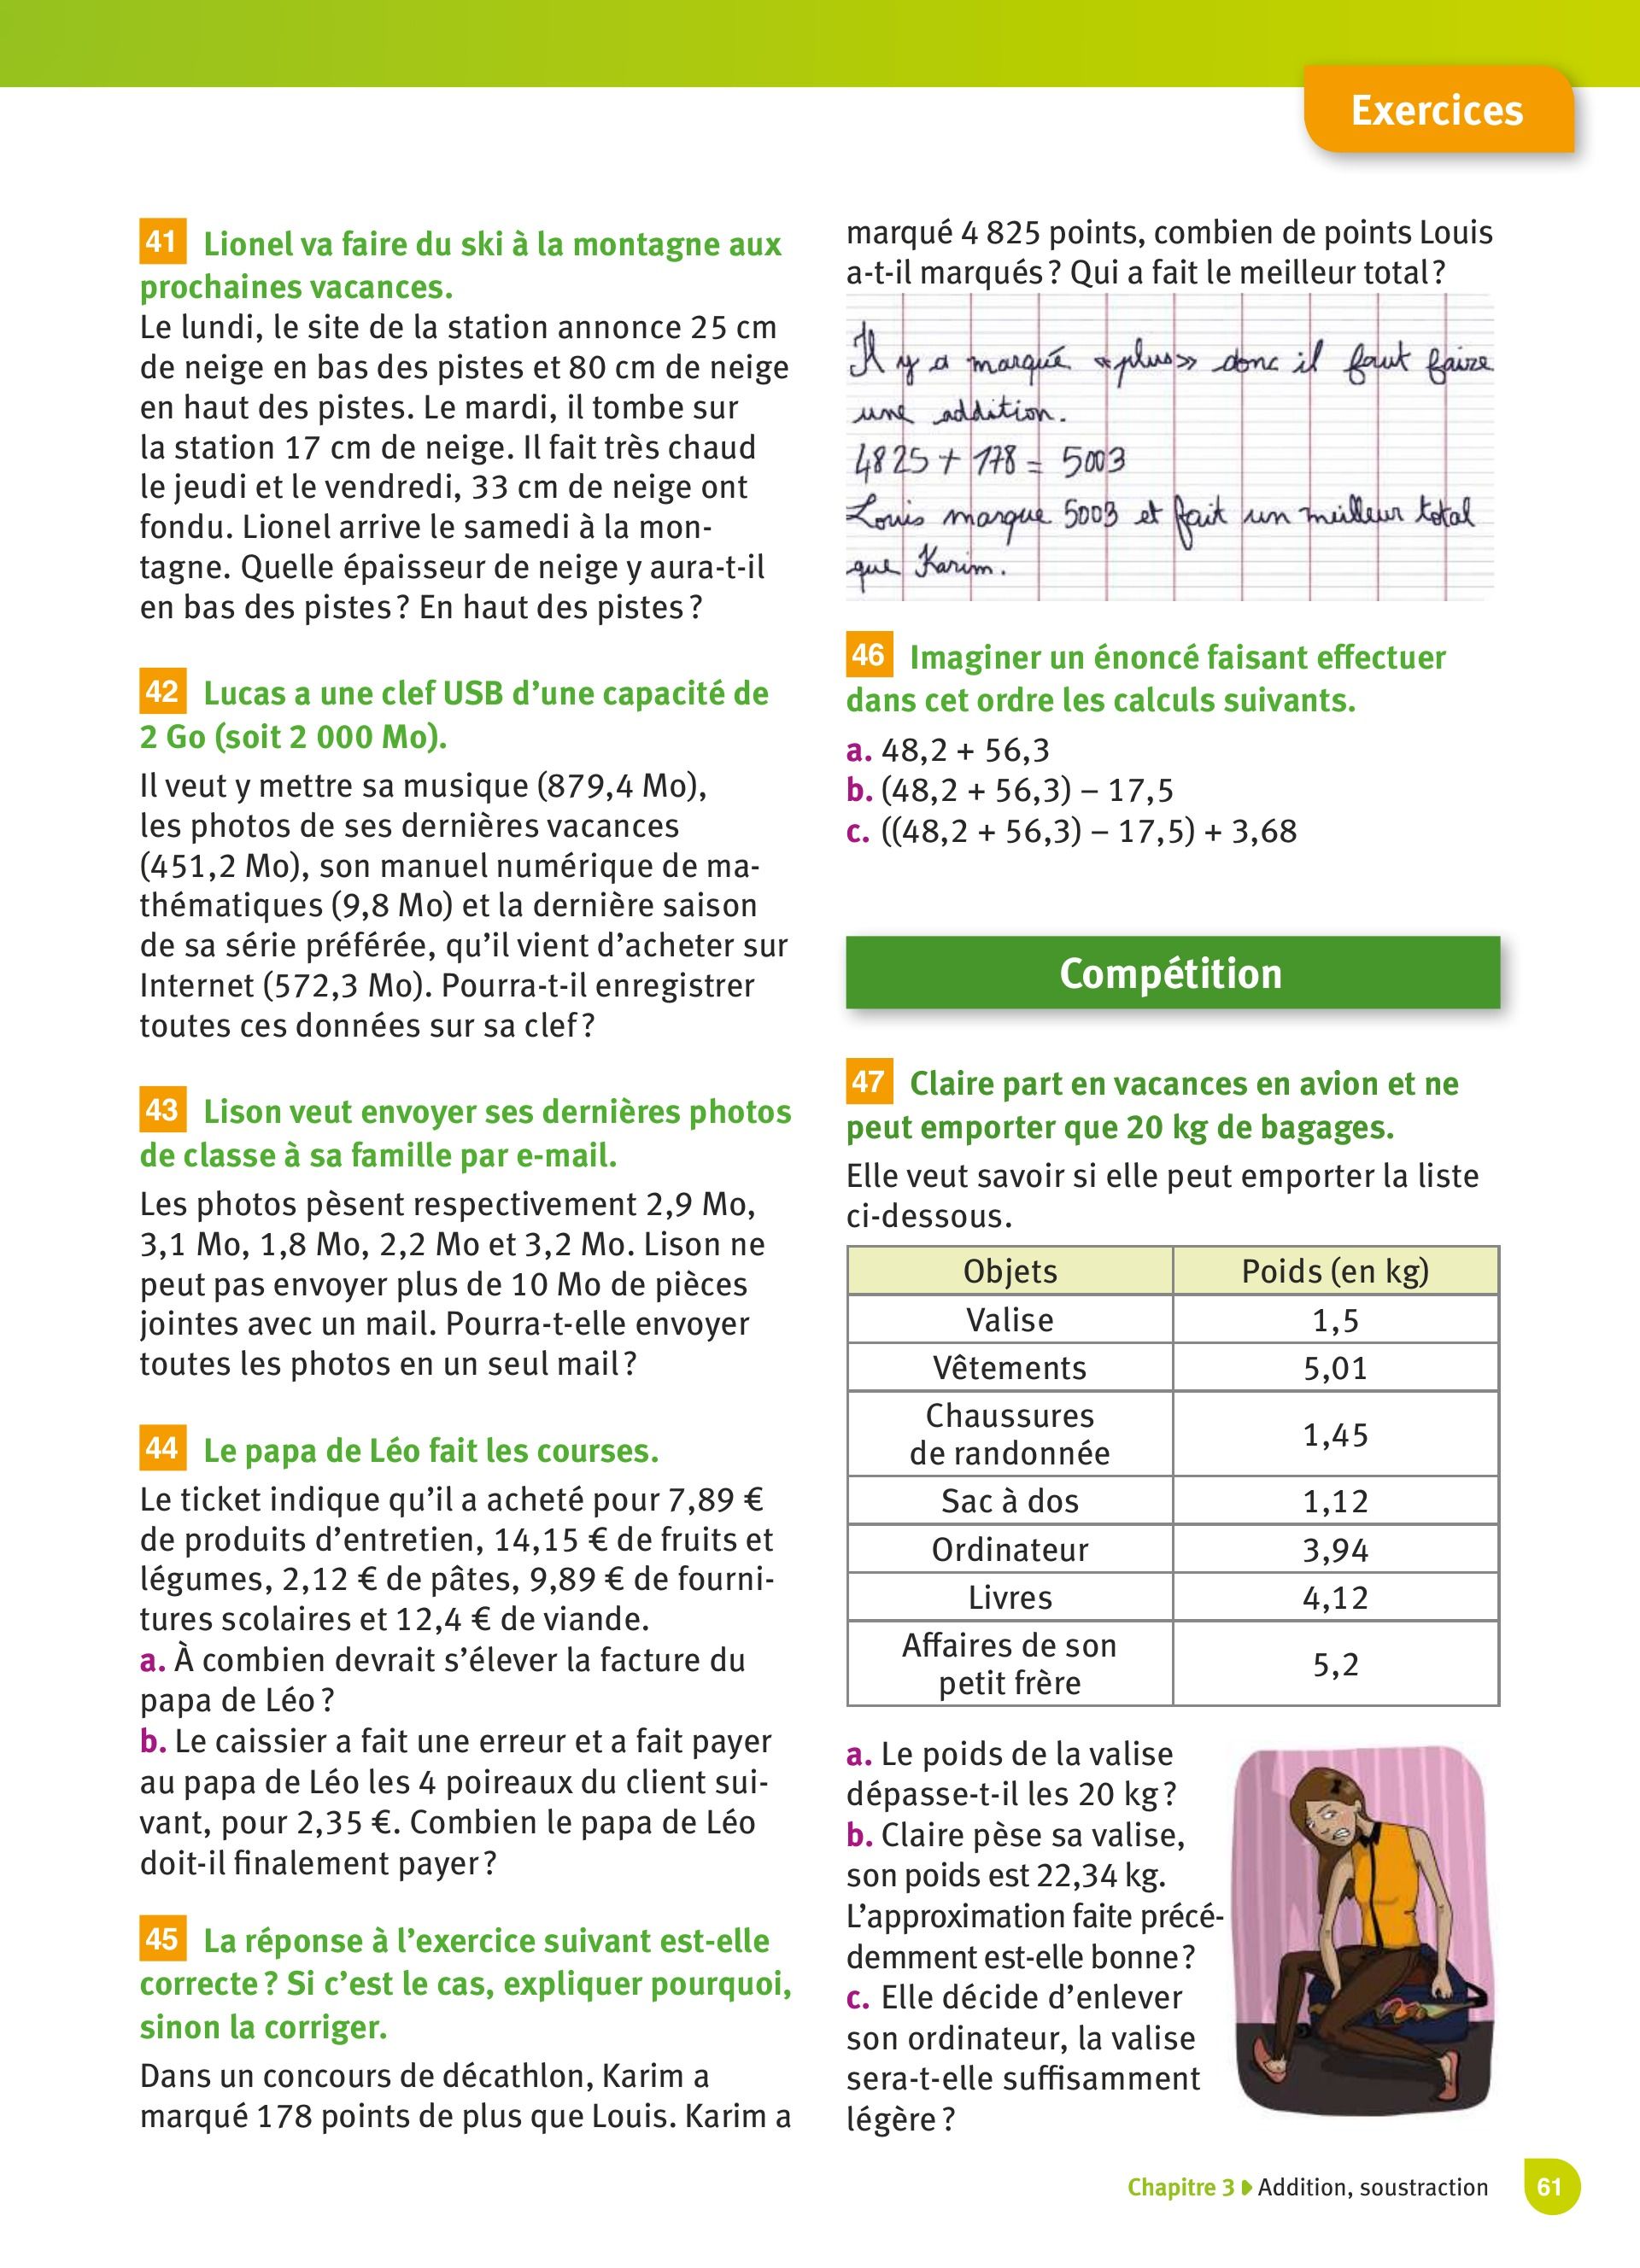 Exercices
41 Lionel va faire du ski à la montagne aux
prochaines vacances.
Le lundi, le site de la station annonce 25 cm
de neige en bas des pistes et 80 cm de neige
en haut des pistes. Le mardi, il tombe sur
la station 17 cm de neige. Il fait très chaud
le jeudi et le vendredi, 33 cm de neige ont
fondu. Lionel arrive le samedi à la mon-
tagne. Quelle épaisseur de neige y aura-t-il
en bas des pistes ? En haut des pistes ?
42 Lucas a une clef USB d’une capacité de
2 Go (soit 2 000 Mo).
Il veut y mettre sa musique (879,4 Mo),
les photos de ses dernières vacances
(451,2 Mo), son manuel numérique de ma-
thématiques (9,8 Mo) et la dernière saison
de sa série préférée, qu’il vient d’acheter sur
Internet (572,3 Mo). Pourra-t-il enregistrer
toutes ces données sur sa clef ?
43 Lison veut envoyer ses dernières photos
de classe à sa famille par e-mail.
Les photos pèsent respectivement 2,9 Mo,
3,1 Mo, 1,8 Mo, 2,2 Mo et 3,2 Mo. Lison ne
peut pas envoyer plus de 10 Mo de pièces
jointes avec un mail. Pourra-t-elle envoyer
toutes les photos en un seul mail ?
44 Le papa de Léo fait les courses.
Le ticket indique qu’il a acheté pour 7,89 €
de produits d’entretien, 14,15 € de fruits et
légumes, 2,12 € de pâtes, 9,89 € de fourni-
tures scolaires et 12,4 € de viande.
a. À combien devrait s’élever la facture du
papa de Léo ?
b. Le caissier a fait une erreur et a fait payer
au papa de Léo les 4 poireaux du client sui-
vant, pour 2,35 €. Combien le papa de Léo
doit-il finalement payer ?
45 La réponse à l’exercice suivant est-elle
correcte ? Si c’est le cas, expliquer pourquoi,
sinon la corriger.
Dans un concours de décathlon, Karim a
marqué 178 points de plus que Louis. Karim a
marqué 4 825 points, combien de points Louis
a-t-il marqués ? Qui a fait le meilleur total ?
Il y a marqué «plus» donc il faut faire
une addition.
4825 + 178 = 5003
Louis marque 5003 et fait un meilleur total
que Karim.
46 Imaginer un énoncé faisant effectuer
dans cet ordre les calculs suivants.
a. 48,2 + 56,3
b. (48,2 + 56,3) – 17,5
c. ((48,2 + 56,3) – 17,5) + 3,68
Compétition
47 Claire part en vacances en avion et ne
peut emporter que 20 kg de bagages.
Elle veut savoir si elle peut emporter la liste
ci-dessous.
Objets Poids (en kg)
Valise 1,5
Vêtements 5,01
Chaussures
de randonnée 1,45
Sac à dos 1,12
Ordinateur 3,94
Livres 4,12
Affaires de son
petit frère 5,2
a. Le poids de la valise
dépasse-t-il les 20 kg ?
b. Claire pèse sa valise,
son poids est 22,34 kg.
L’approximation faite précé-
demment est-elle bonne ?
c. Elle décide d’enlever
son ordinateur, la valise
sera-t-elle suffisamment
légère ?
Chapitre 3 Addition, soustraction 61